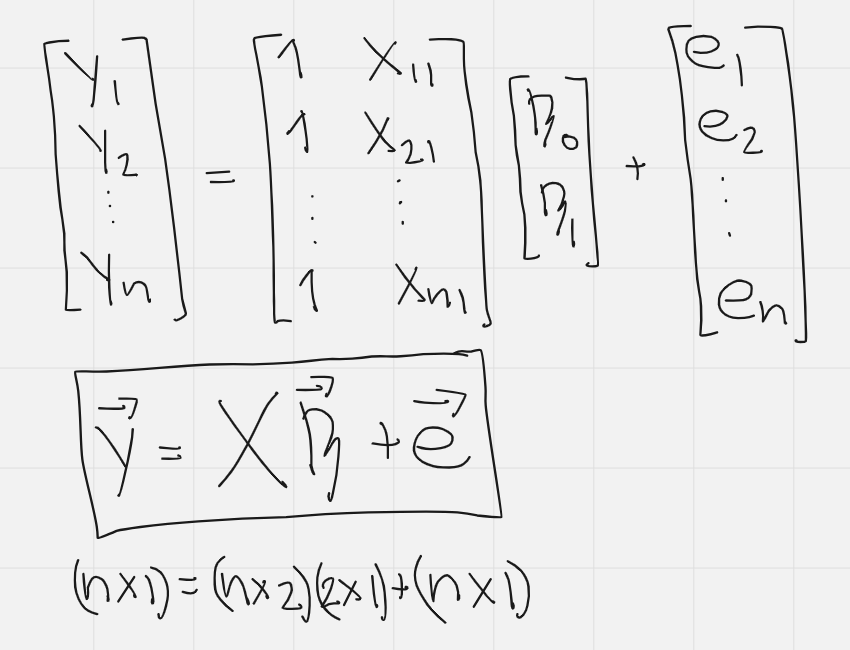 [y₁ y₂ ⋮ yₙ] = [1 x₁₁ 1 x₂₁ ⋮ ⋮ 1 xₙ₁] [β₀ β₁] + [e₁ e₂ ⋮ eₙ]
y⃗ = X β⃗ + e⃗
(n×1) = (n×2)(2×1) + (n×1)